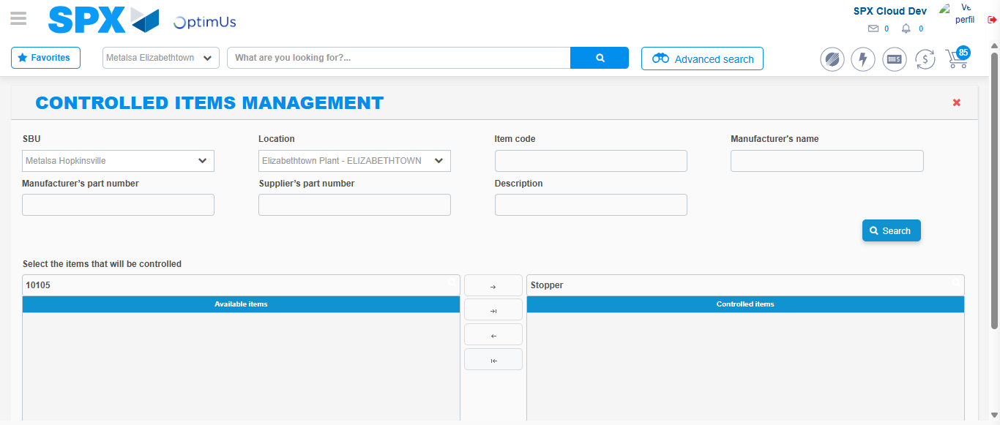 SPX OptimUs
SPX Cloud Dev
Ve perfil
0 0
Favorites
Metalsa Elizabethtown
What are you looking for?...
Advanced search
$
$
85
CONTROLLED ITEMS MANAGEMENT
SBU
Location
Item code
Manufacturer's name
Metalsa Hopkinsville
Elizabethtown Plant - ELIZABETHTOWN
Manufacturer’s part number
Supplier’s part number
Description
Search
Select the items that will be controlled
10105
Stopper
Available items
Controlled items